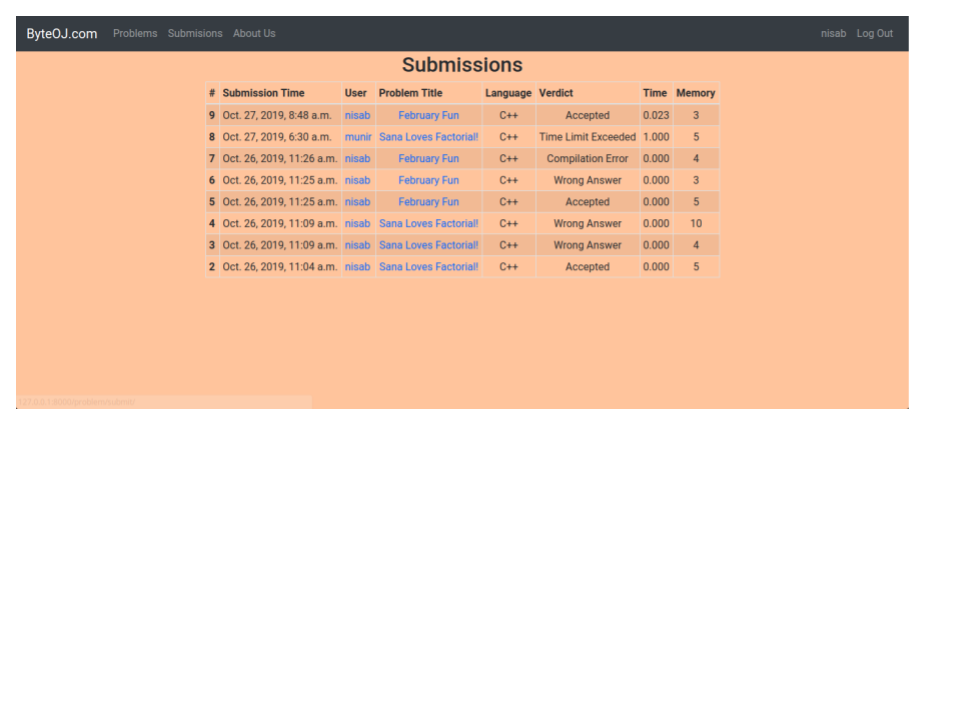 ByteOJ.com Problems Submisions About Us nisab Log Out
Submissions
# Submission Time User Problem Title Language Verdict Time Memory
9 Oct. 27, 2019, 8:48 a.m. nisab February Fun C++ Accepted 0.023 3
8 Oct. 27, 2019, 6:30 a.m. munir Sana Loves Factorial! C++ Time Limit Exceeded 1.000 5
7 Oct. 26, 2019, 11:26 a.m. nisab February Fun C++ Compilation Error 0.000 4
6 Oct. 26, 2019, 11:25 a.m. nisab February Fun C++ Wrong Answer 0.000 3
5 Oct. 26, 2019, 11:25 a.m. nisab February Fun C++ Accepted 0.000 5
4 Oct. 26, 2019, 11:09 a.m. nisab Sana Loves Factorial! C++ Wrong Answer 0.000 10
3 Oct. 26, 2019, 11:09 a.m. nisab Sana Loves Factorial! C++ Wrong Answer 0.000 4
2 Oct. 26, 2019, 11:04 a.m. nisab Sana Loves Factorial! C++ Accepted 0.000 5